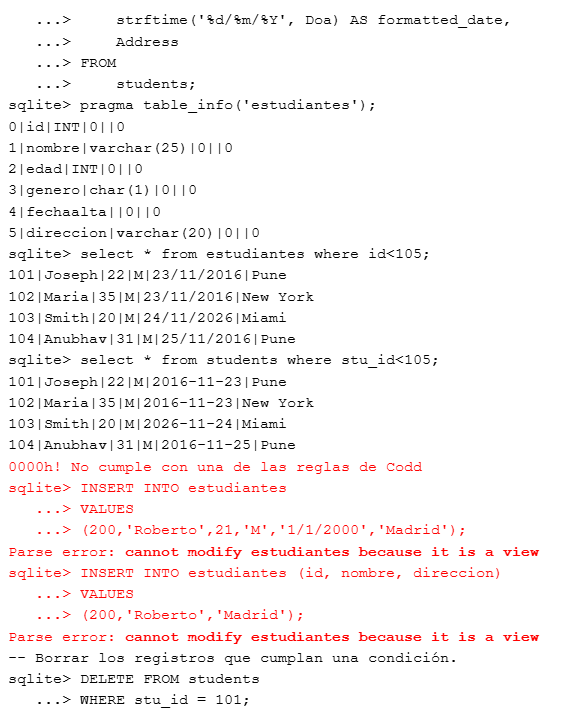 ...>     strftime('%d/%m/%Y', Doa) AS formatted_date,
...>     Address
...> FROM
...>     students;
sqlite> pragma table_info('estudiantes');
0|id|INT|0||0
1|nombre|varchar(25)|0||0
2|edad|INT|0||0
3|genero|char(1)|0||0
4|fechaalta||0||0
5|direccion|varchar(20)|0||0
sqlite> select * from estudiantes where id<105;
101|Joseph|22|M|23/11/2016|Pune
102|Maria|35|M|23/11/2016|New York
103|Smith|20|M|24/11/2026|Miami
104|Anubhav|31|M|25/11/2016|Pune
sqlite> select * from students where stu_id<105;
101|Joseph|22|M|2016-11-23|Pune
102|Maria|35|M|2016-11-23|New York
103|Smith|20|M|2026-11-24|Miami
104|Anubhav|31|M|2016-11-25|Pune
0000h! No cumple con una de las reglas de Codd
sqlite> INSERT INTO estudiantes
...> VALUES
...> (200,'Roberto',21,'M','1/1/2000','Madrid');
Parse error: cannot modify estudiantes because it is a view
sqlite> INSERT INTO estudiantes (id, nombre, direccion)
...> VALUES
...> (200,'Roberto','Madrid');
Parse error: cannot modify estudiantes because it is a view
-- Borrar los registros que cumplan una condición.
sqlite> DELETE FROM students
...> WHERE stu_id = 101;